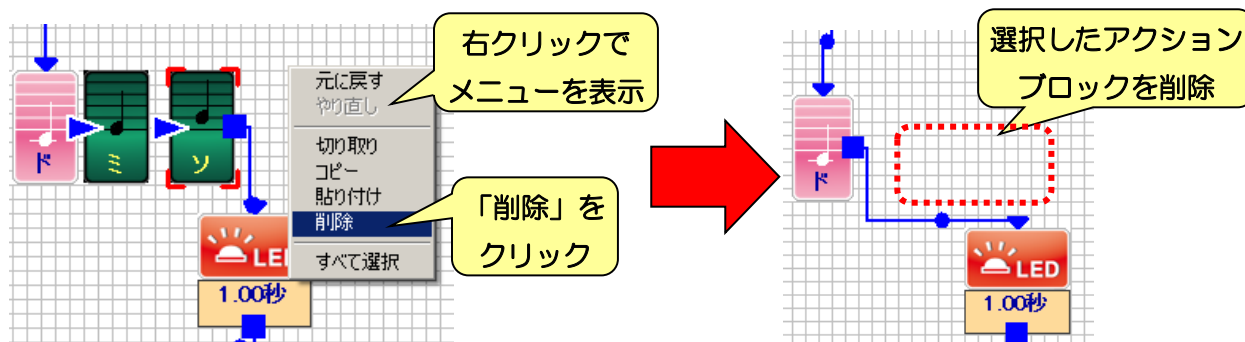 右クリックで
メニューを表示
元に戻す
やり直し
切り取り
コピー
貼り付け
削除
すべて選択
「削除」を
クリック
ド
ミ
ソ
LED
1.00秒
選択したアクション
ブロックを削除
ド
LED
1.00秒